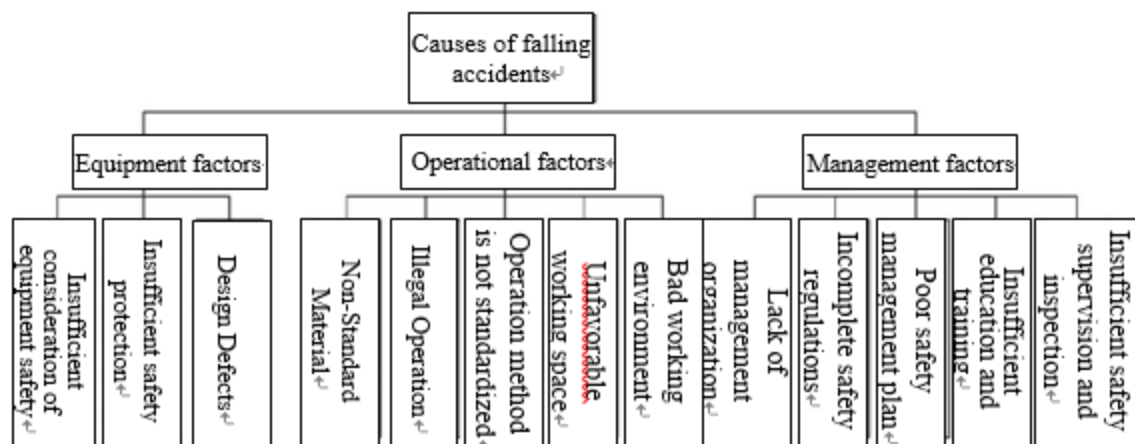 Causes of falling
accidents
Equipment factors
Operational factors
Management factors
Insufficient
consideration of
equipment safety
Insufficient safety
protection
Design Defects
Non-Standard
Material
Illegal Operation
Operation method
is not standardized
Unfavorable
working space
Bad working
environment
Lack of
management
organization
Incomplete safety
regulations
Poor safety
management plan
Insufficient
education and
training
Insufficient safety
supervision and
inspection